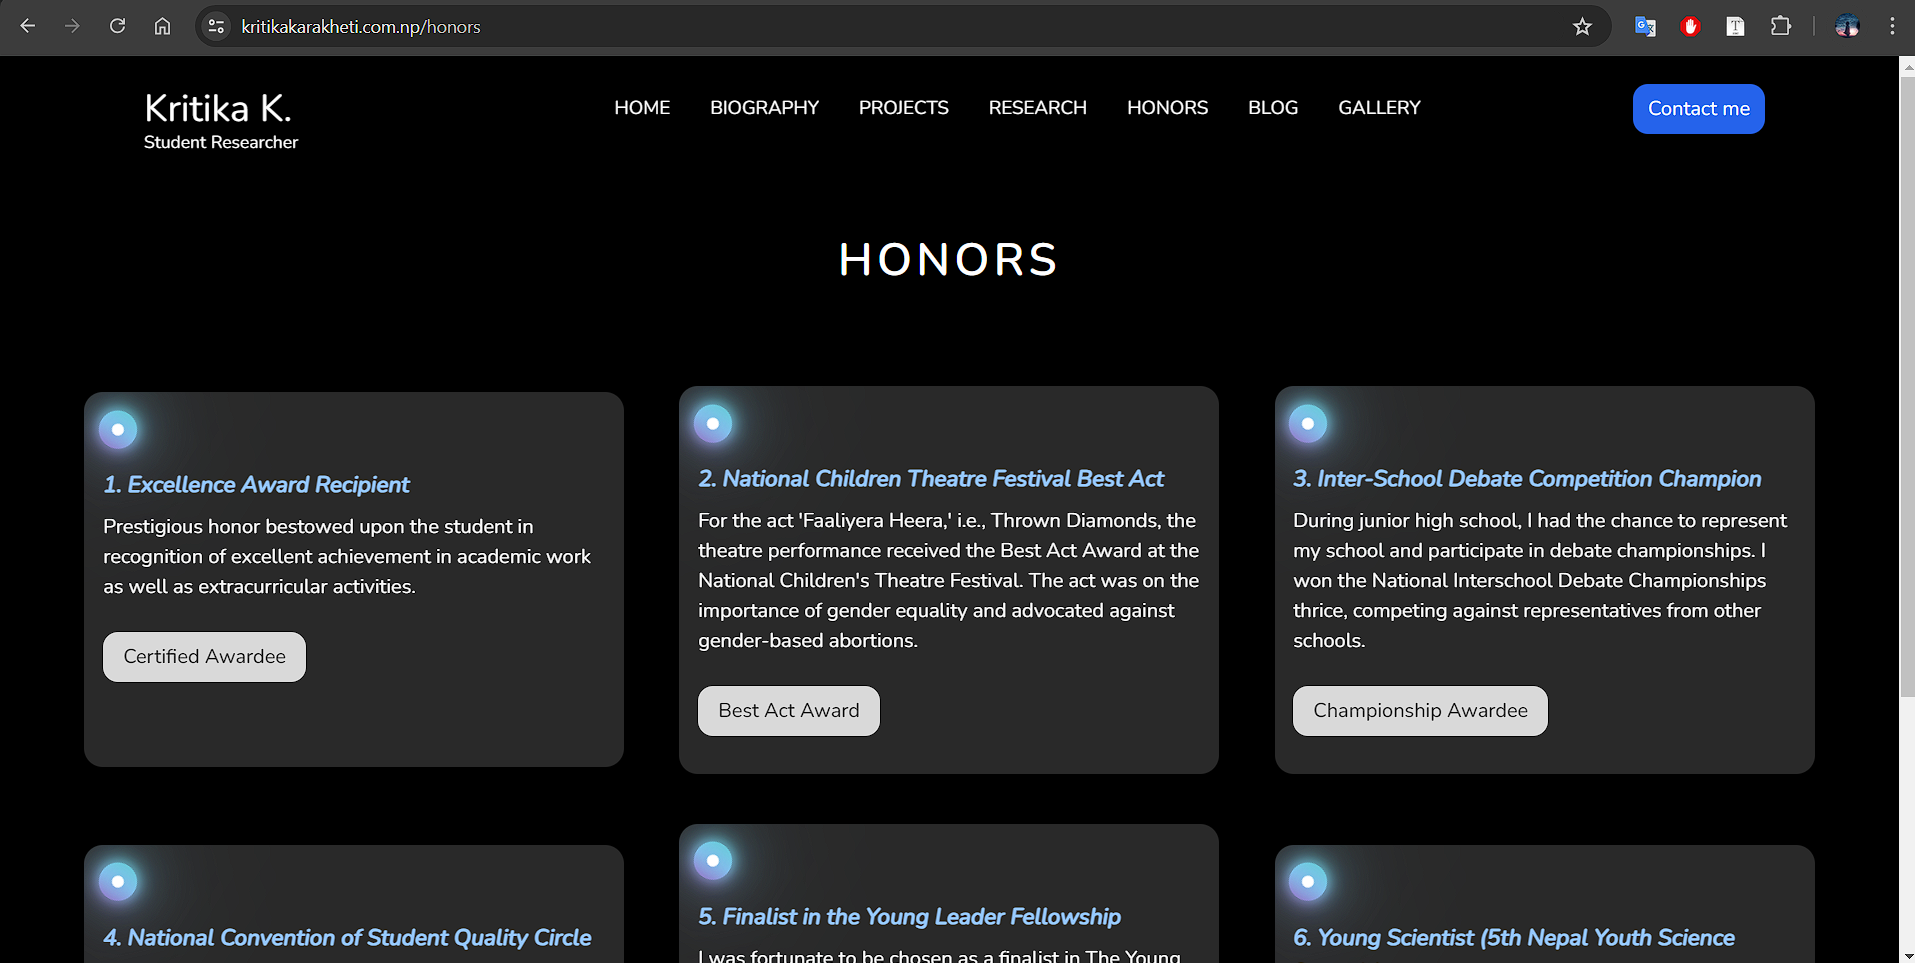 kritikakarakheti.com.np/honors
Kritika K.
Student Researcher
HOME BIOGRAPHY PROJECTS RESEARCH HONORS BLOG GALLERY
Contact me
HONORS
1. Excellence Award Recipient
Prestigious honor bestowed upon the student in
recognition of excellent achievement in academic work
as well as extracurricular activities.
Certified Awardee
2. National Children Theatre Festival Best Act
For the act 'Faaliyera Heera,' i.e., Thrown Diamonds, the
theatre performance received the Best Act Award at the
National Children's Theatre Festival. The act was on the
importance of gender equality and advocated against
gender-based abortions.
Best Act Award
3. Inter-School Debate Competition Champion
During junior high school, I had the chance to represent
my school and participate in debate championships. I
won the National Interschool Debate Championships
thrice, competing against representatives from other
schools.
Championship Awardee
4. National Convention of Student Quality Circle
5. Finalist in the Young Leader Fellowship
I was fortunate to be chosen as a finalist in The Young
6. Young Scientist (5th Nepal Youth Science